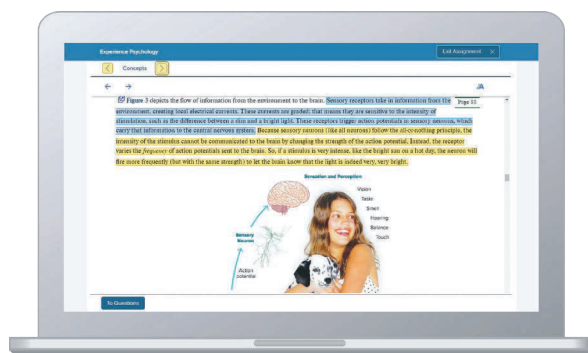 Experience Psychology
Exit Assignment ×
Concepts
Figure 3 depicts the flow of information from the environment to the brain. Sensory receptors take in information from the
Page 92
environment, creating local electrical currents. These currents are graded; that means they are sensitive to the intensity of
stimulation, such as the difference between a dim and a bright light. These receptors trigger action potentials in sensory neurons, which
carry that information to the central nervous system. Because sensory neurons (like all neurons) follow the all-or-nothing principle, the
intensity of the stimulus cannot be communicated to the brain by changing the strength of the action potential. Instead, the receptor
varies the frequency of action potentials sent to the brain. So, if a stimulus is very intense, like the bright sun on a hot day, the neuron will
fire more frequently (but with the same strength) to let the brain know that the light is indeed very, very bright.
Sensation and Perception
Vision
Taste
Smell
Hearing
Balance
Touch
Sensory
Neurons
Action
potential
To Questions